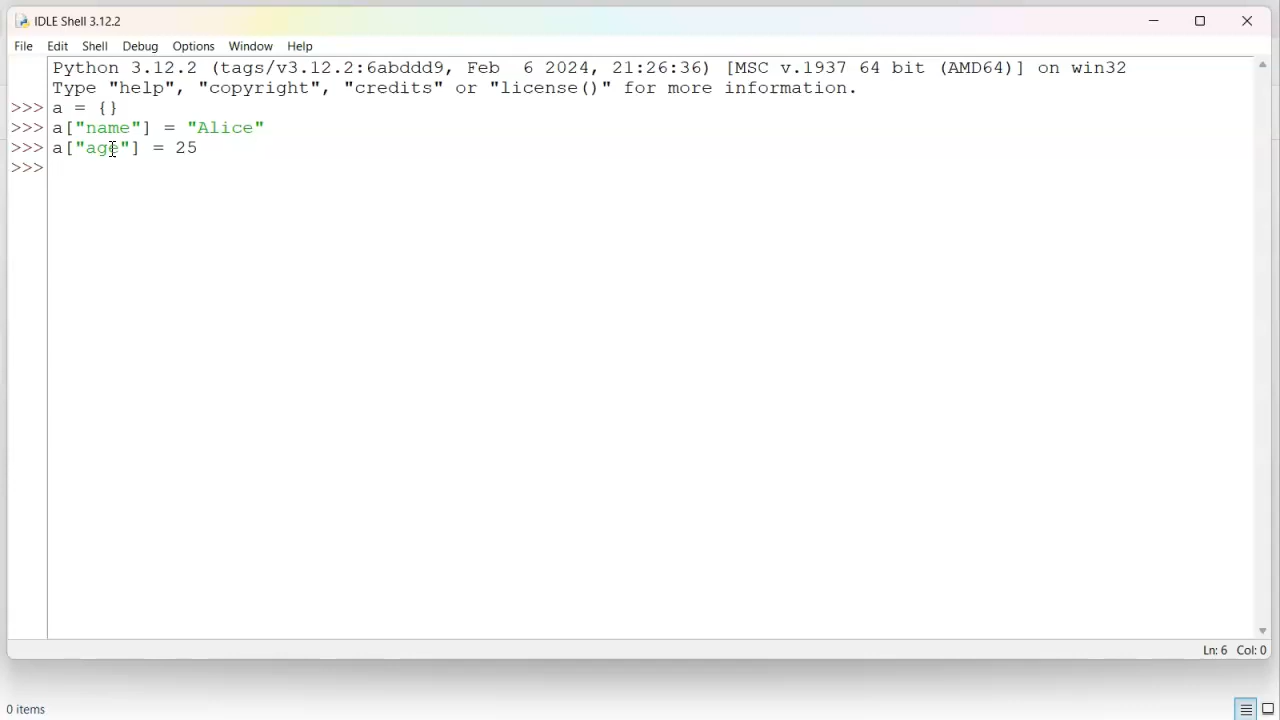 IDLE Shell 3.12.2
File Edit Shell Debug Options Window Help
Python 3.12.2 (tags/v3.12.2:6abddd9, Feb  6 2024, 21:26:36) [MSC v.1937 64 bit (AMD64)] on win32
Type "help", "copyright", "credits" or "license()" for more information.
>>> a = {}
>>> a["name"] = "Alice"
>>> a["age"] = 25
>>>
Ln: 6 Col: 0
0 items